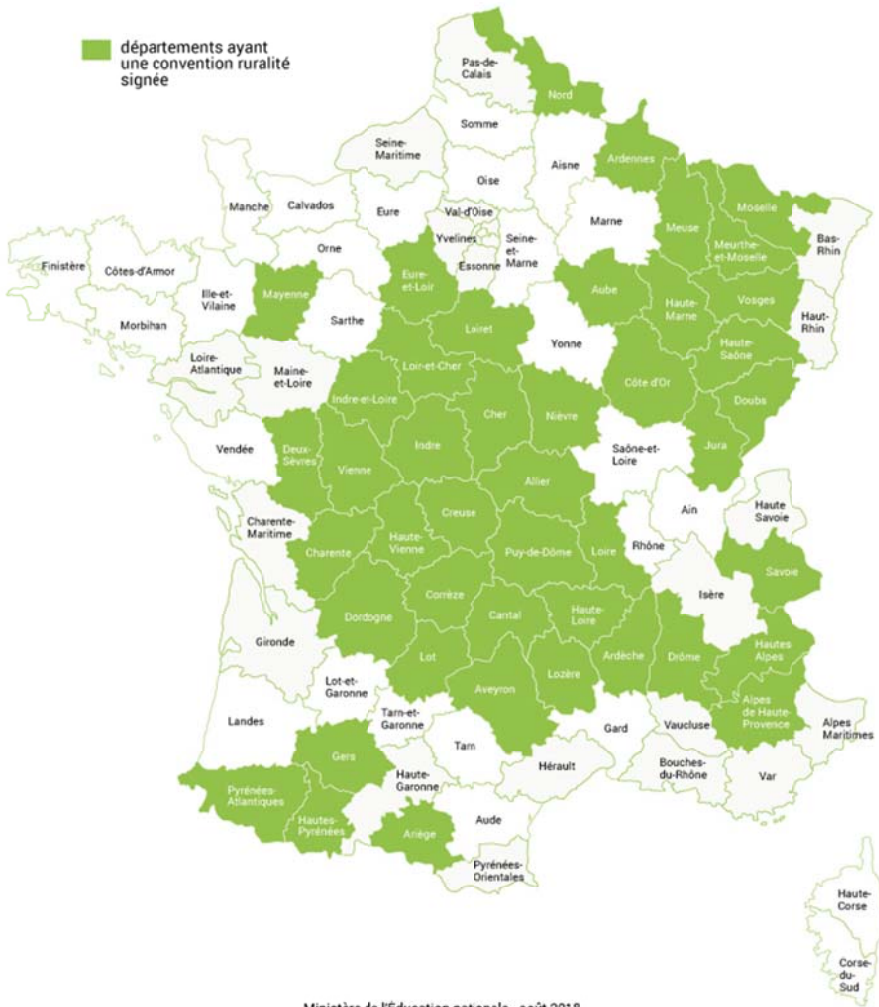 départements ayant
une convention ruralité
signée
Pas-de-
Calais
Nord
Somme
Seine-
Maritime
Aisne
Ardennes
Oise
Manche
Calvados
Eure
Val-d'Oise
Marne
Meuse
Moselle
Meurthe-
et-Moselle
Bas-
Rhin
Yvelines
Seine-
et-
Marne
Essonne
Orne
Finistère
Côtes-d'Amor
Ille-et-
Vilaine
Mayenne
Eure-
et-Loir
Aube
Haute-
Marne
Vosges
Haut-
Rhin
Morbihan
Sarthe
Loiret
Yonne
Haute-
Saône
Loire-
Atlantique
Maine-
et-Loire
Loir-et-Cher
Indre-et-Loire
Côte d'Or
Doubs
Cher
Nièvre
Vendée
Deux-
Sèvres
Vienne
Indre
Saône-et-
Loire
Jura
Allier
Charente-
Maritime
Creuse
Ain
Haute
Savoie
Charente
Haute-
Vienne
Puy-de-Dôme
Loire
Rhône
Savoie
Isère
Corrèze
Dordogne
Cantal
Haute-
Loire
Gironde
Lot
Ardèche
Drôme
Hautes
Alpes
Lot-et-
Garonne
Aveyron
Lozère
Alpes
de Haute-
Provence
Landes
Tarn-et-
Garonne
Gard
Vaucluse
Alpes
Maritimes
Gers
Tarn
Hérault
Bouches-
du-Rhône
Var
Haute-
Garonne
Pyrénées-
Atlantiques
Hautes-
Pyrénées
Ariège
Aude
Pyrénées-
Orientales
Haute-
Corse
Corse-
du-
Sud
Ministère de l'Éducation nationale - août 2018